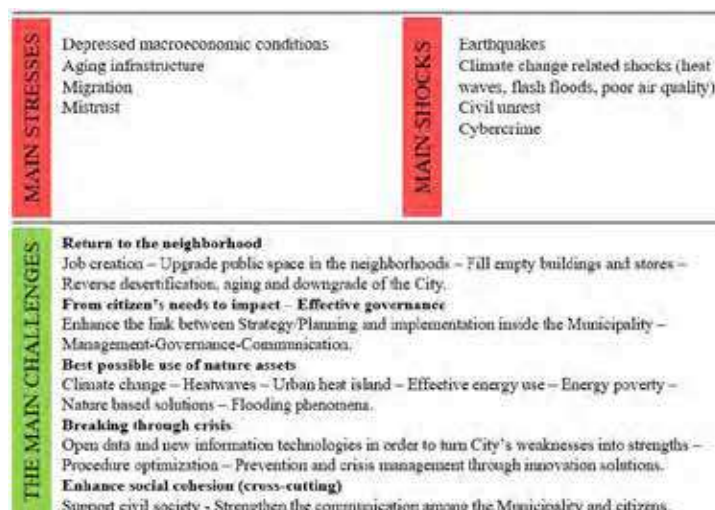 MAIN STRESSES
Depressed macroeconomic conditions
Aging infrastructure
Migration
Mistrust
MAIN SHOCKS
Earthquakes
Climate change related shocks (heat
waves, flash floods, poor air quality)
Civil unrest
Cybercrime
THE MAIN CHALLENGES
Return to the neighborhood
Job creation – Upgrade public space in the neighborhoods – Fill empty buildings and stores –
Reverse desertification, aging and downgrade of the City.
From citizen's needs to impact – Effective governance
Enhance the link between Strategy/Planning and implementation inside the Municipality –
Management-Governance-Communication.
Best possible use of nature assets
Climate change – Heatwaves – Urban heat island – Effective energy use – Energy poverty –
Nature based solutions – Flooding phenomena.
Breaking through crisis
Open data and new information technologies in order to turn City's weaknesses into strengths –
Procedure optimization – Prevention and crisis management through innovation solutions.
Enhance social cohesion (cross-cutting)
Support civil society - Strengthen the communication among the Municipality and citizens.